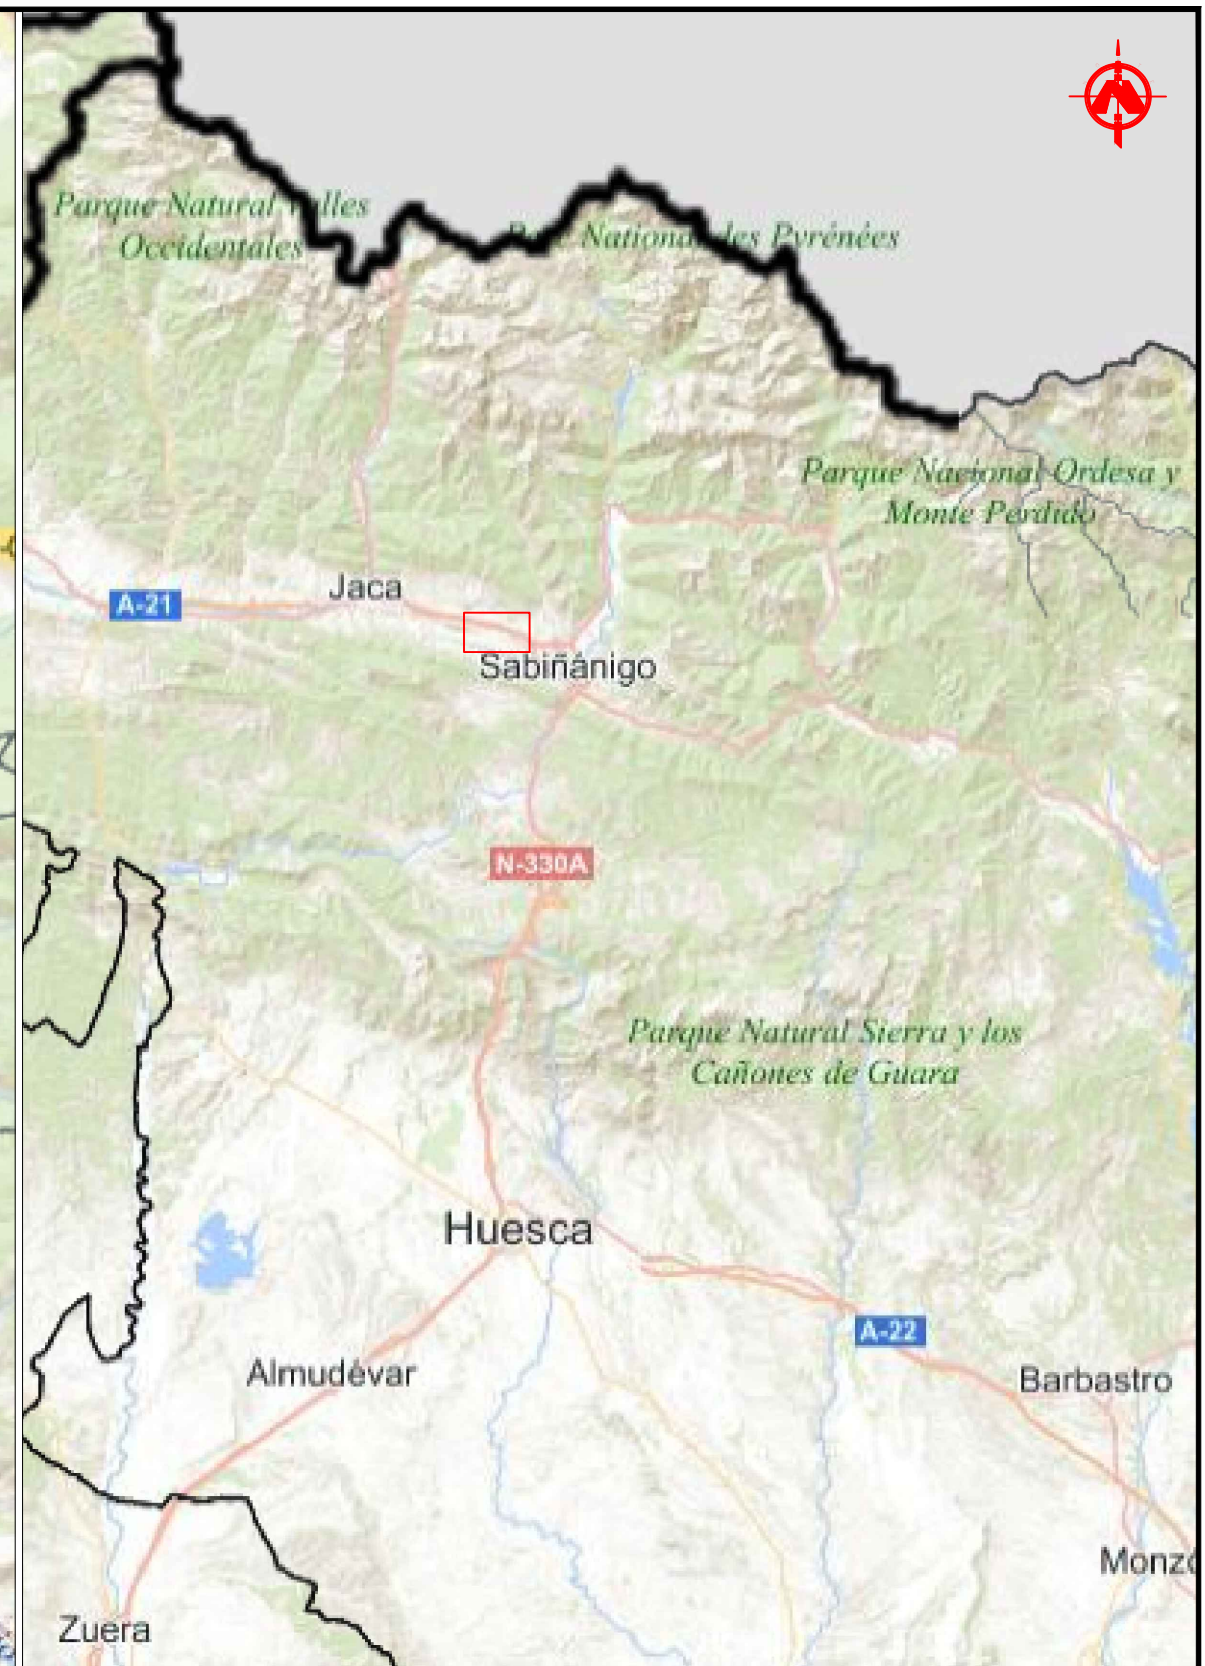 Parque Natural Valles
Occidentales
Parc National des Pyrénées
Parque Nacional Ordesa y
Monte Perdido
Jaca
A-21
Sabiñánigo
N-330A
Parque Natural Sierra y los
Cañones de Guara
Huesca
A-22
Almudévar
Barbastro
Monzó
Zuera